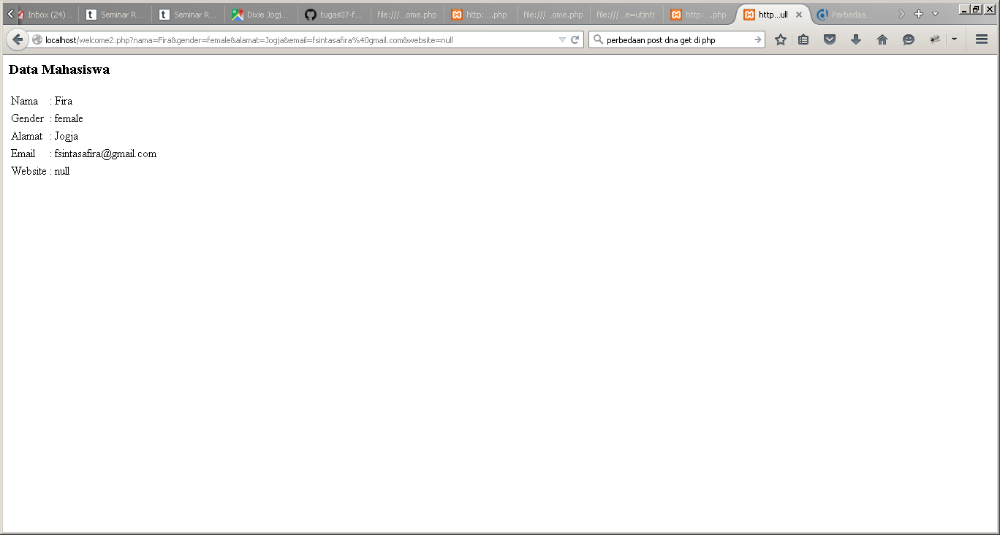 Inbox (24)...
Seminar R...
Seminar R...
Dixie Jogj...
tugas07-f...
file:///...ome.php
http:....php
file:///...ome.php
file:///...e=utjntj
http:....php
http...ull
Perbedaa...
localhost/welcome2.php?nama=Fira&gender=female&alamat=Jogja&email=fsintasafira%40gmail.com&website=null
perbedaan post dna get di php
Data Mahasiswa
Nama : Fira
Gender : female
Alamat : Jogja
Email : fsintasafira@gmail.com
Website : null